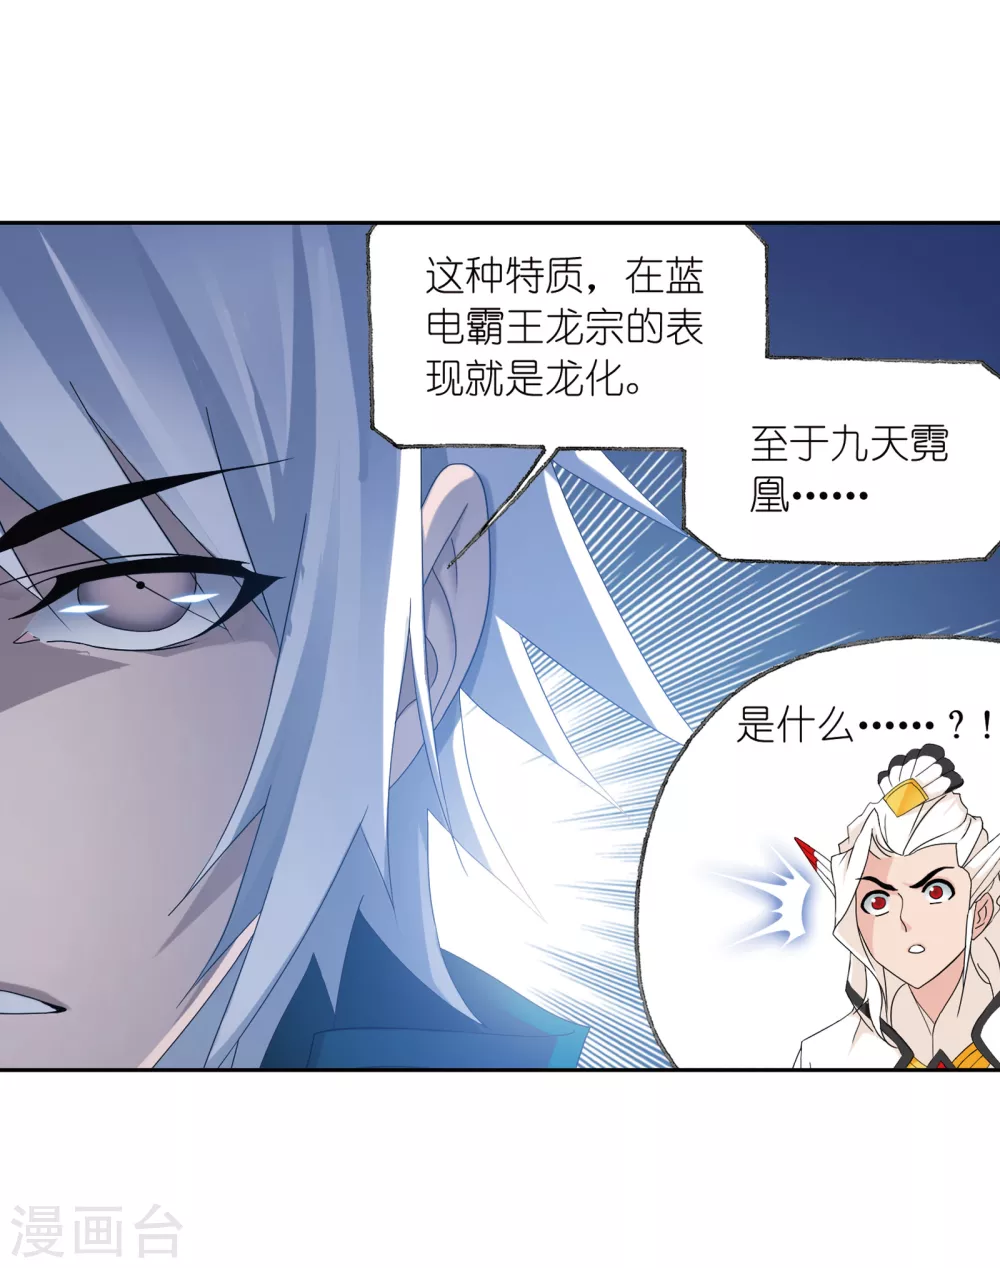 这种特质，在蓝
电霸王龙宗的表
现就是龙化。
至于九天霓
凰……
是什么……？！
漫画台